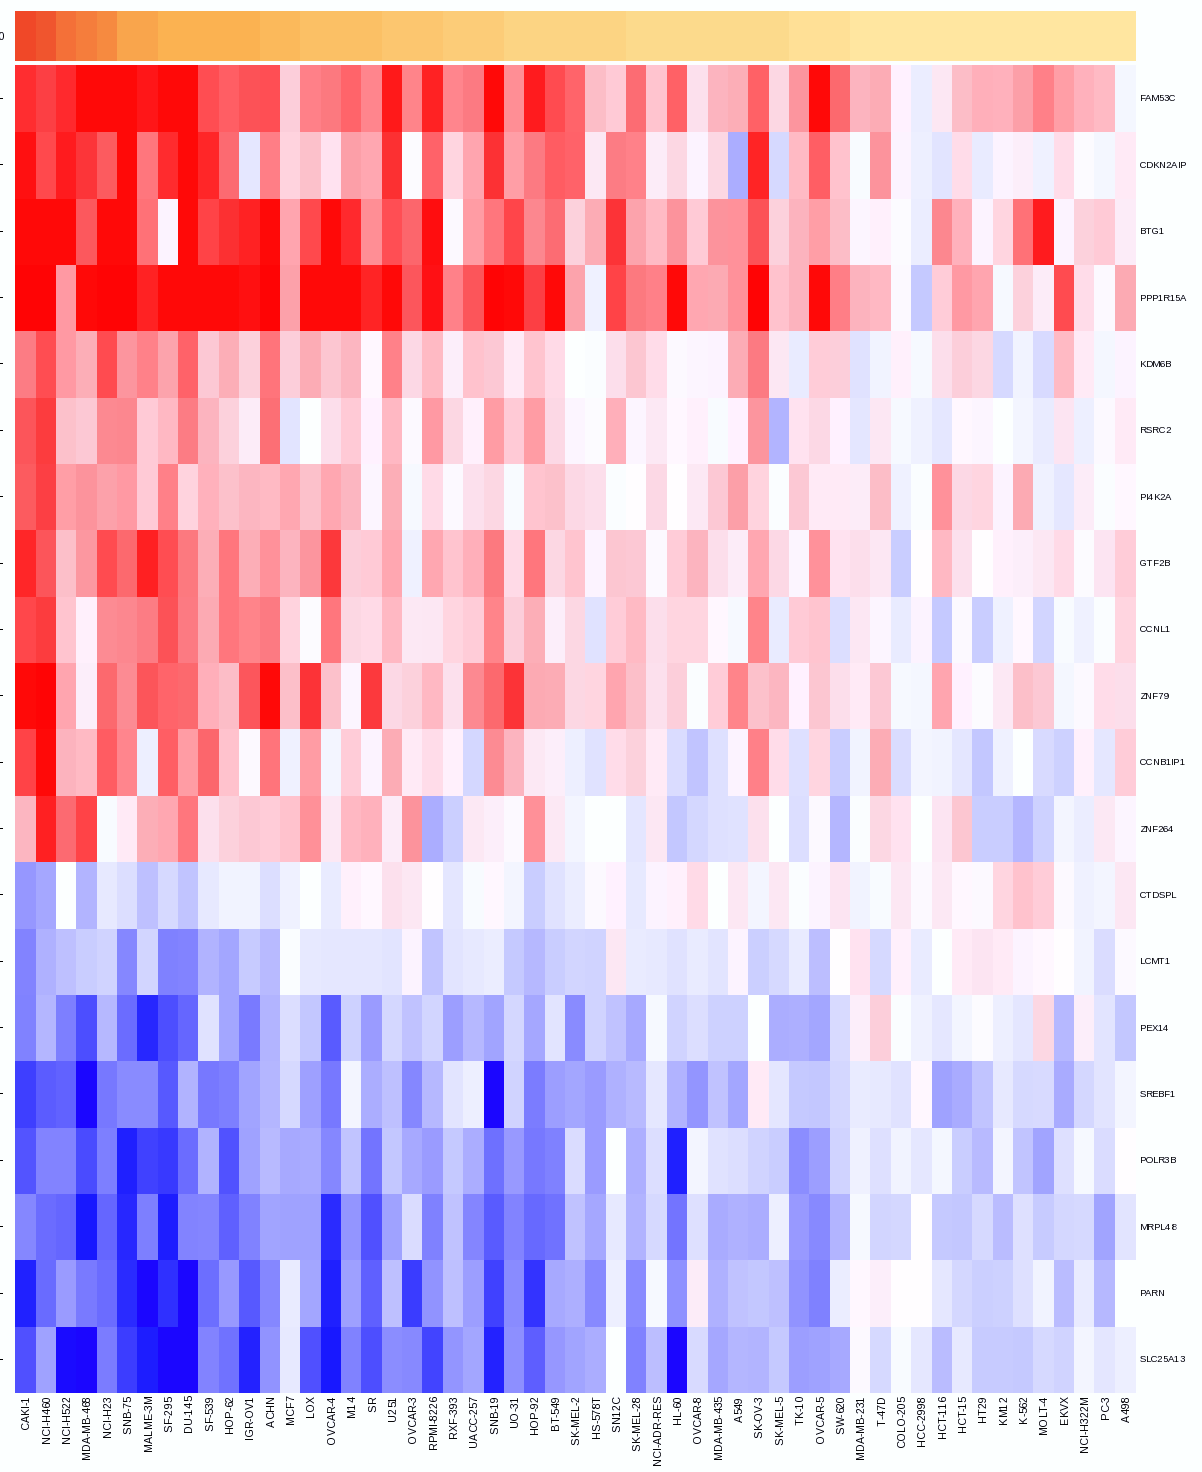 0
FAM53C
CDKN2AIP
BTG1
PPP1R15A
KDM6B
RSRC2
PI4K2A
GTF2B
CCNL1
ZNF79
CCNB1IP1
ZNF264
CTDSPL
LCMT1
PEX14
SREBF1
POLR3B
MRPL48
PARN
SLC25A13
CAKI-1
NCI-H460
NCI-H522
MDA-MB-468
NCI-H23
SNB-75
MALME-3M
SF-295
DU-145
SF-539
HOP-62
IGR-OV1
ACHN
MCF7
LOX
OVCAR-4
M14
SR
U251
OVCAR-3
RPMI-8226
RXF-393
UACC-257
SNB-19
UO-31
HOP-92
BT-549
SK-MEL-2
HS-578T
SN12C
SK-MEL-28
NCI-ADR-RES
HL-60
OVCAR-8
MDA-MB-435
A549
SK-OV-3
SK-MEL-5
TK-10
OVCAR-5
SW-620
MDA-MB-231
T-47D
COLO-205
HCC-2998
HCT-116
HCT-15
HT29
KM12
K-562
MOLT-4
EKVX
NCI-H322M
PC-3
A498